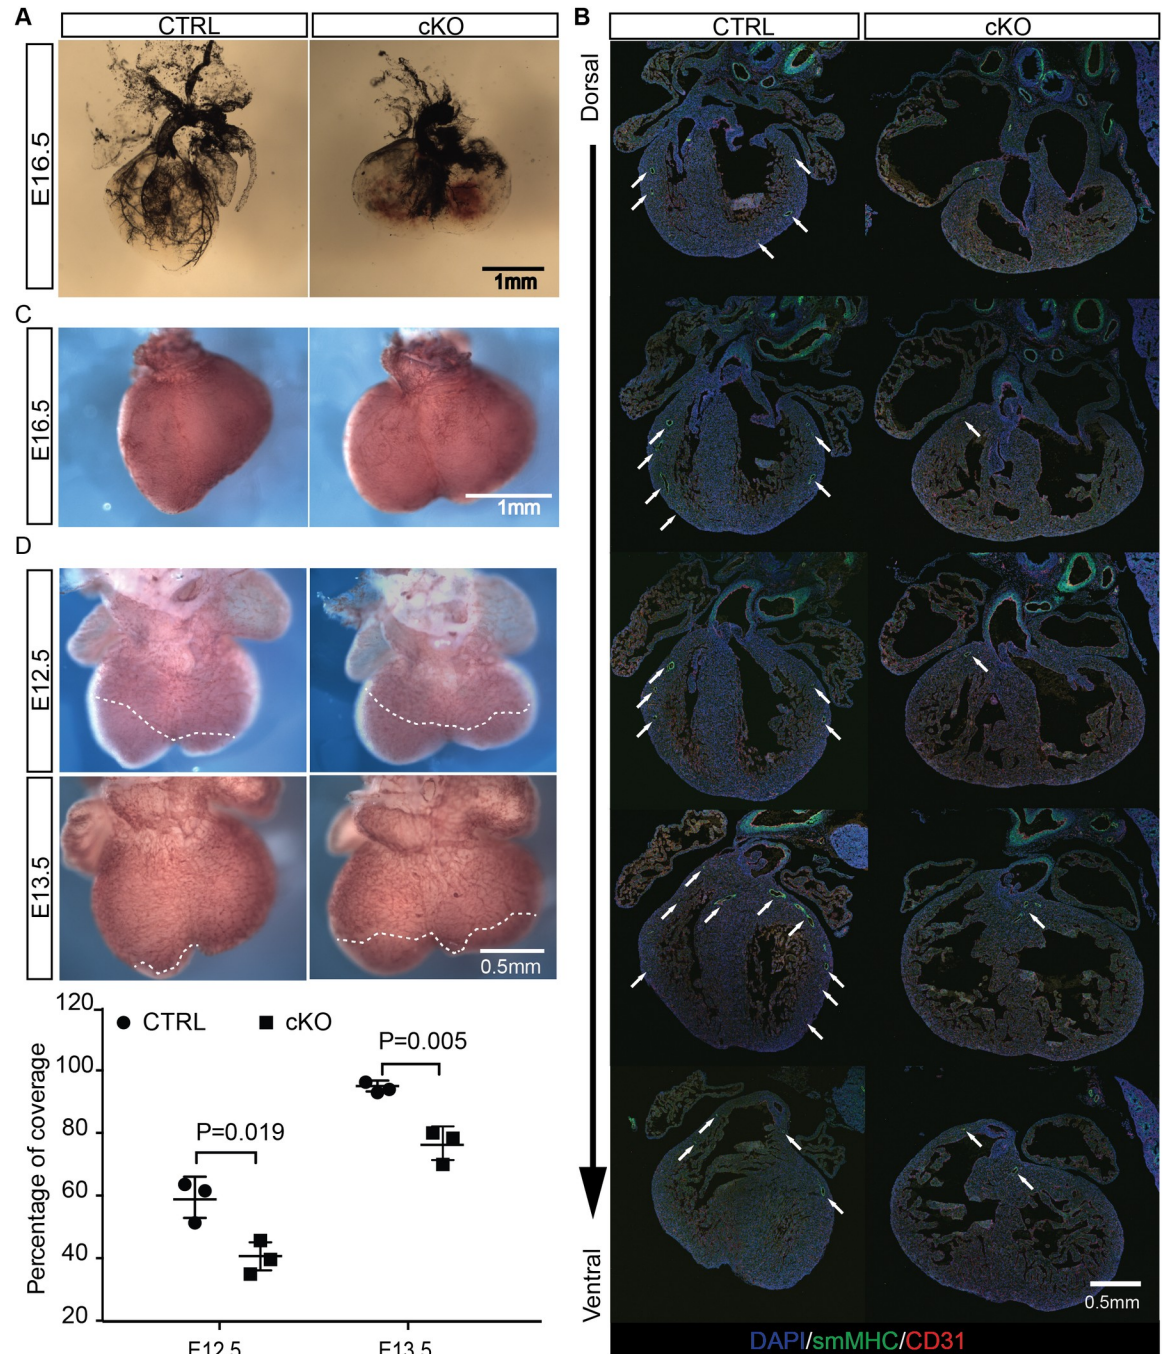 A
CTRL
cKO
E16.5
1mm
B
CTRL
cKO
Dorsal
Ventral
0.5mm
DAPI/smMHC/CD31
C
E16.5
1mm
D
E12.5
E13.5
0.5mm
CTRL
cKO
P=0.019
P=0.005
Percentage of coverage
120
100
80
60
40
20
E12.5
E13.5